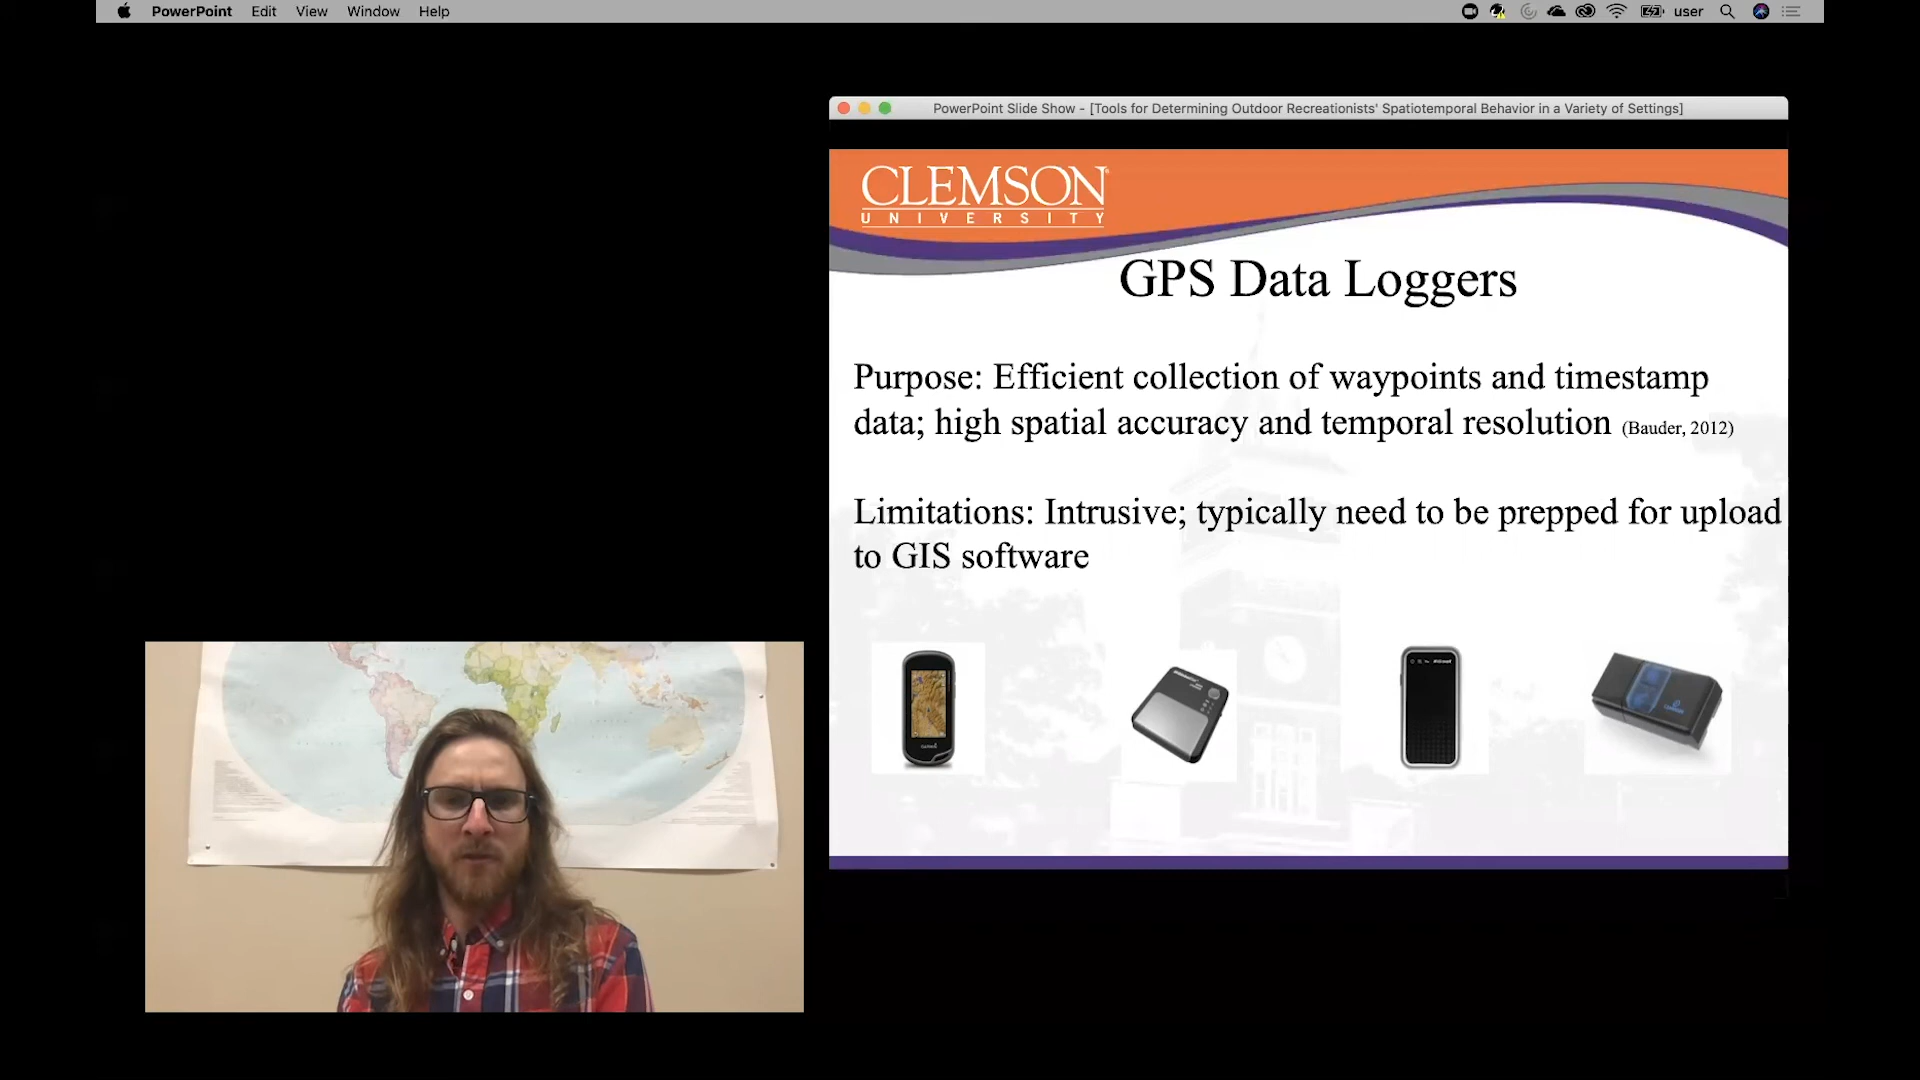 PowerPoint Edit View Window Help user
PowerPoint Slide Show - [Tools for Determining Outdoor Recreationists' Spatiotemporal Behavior in a Variety of Settings]
CLEMSON
UNIVERSITY
GPS Data Loggers
Purpose: Efficient collection of waypoints and timestamp
data; high spatial accuracy and temporal resolution (Bauder, 2012)
Limitations: Intrusive; typically need to be prepped for upload
to GIS software
GARMIN